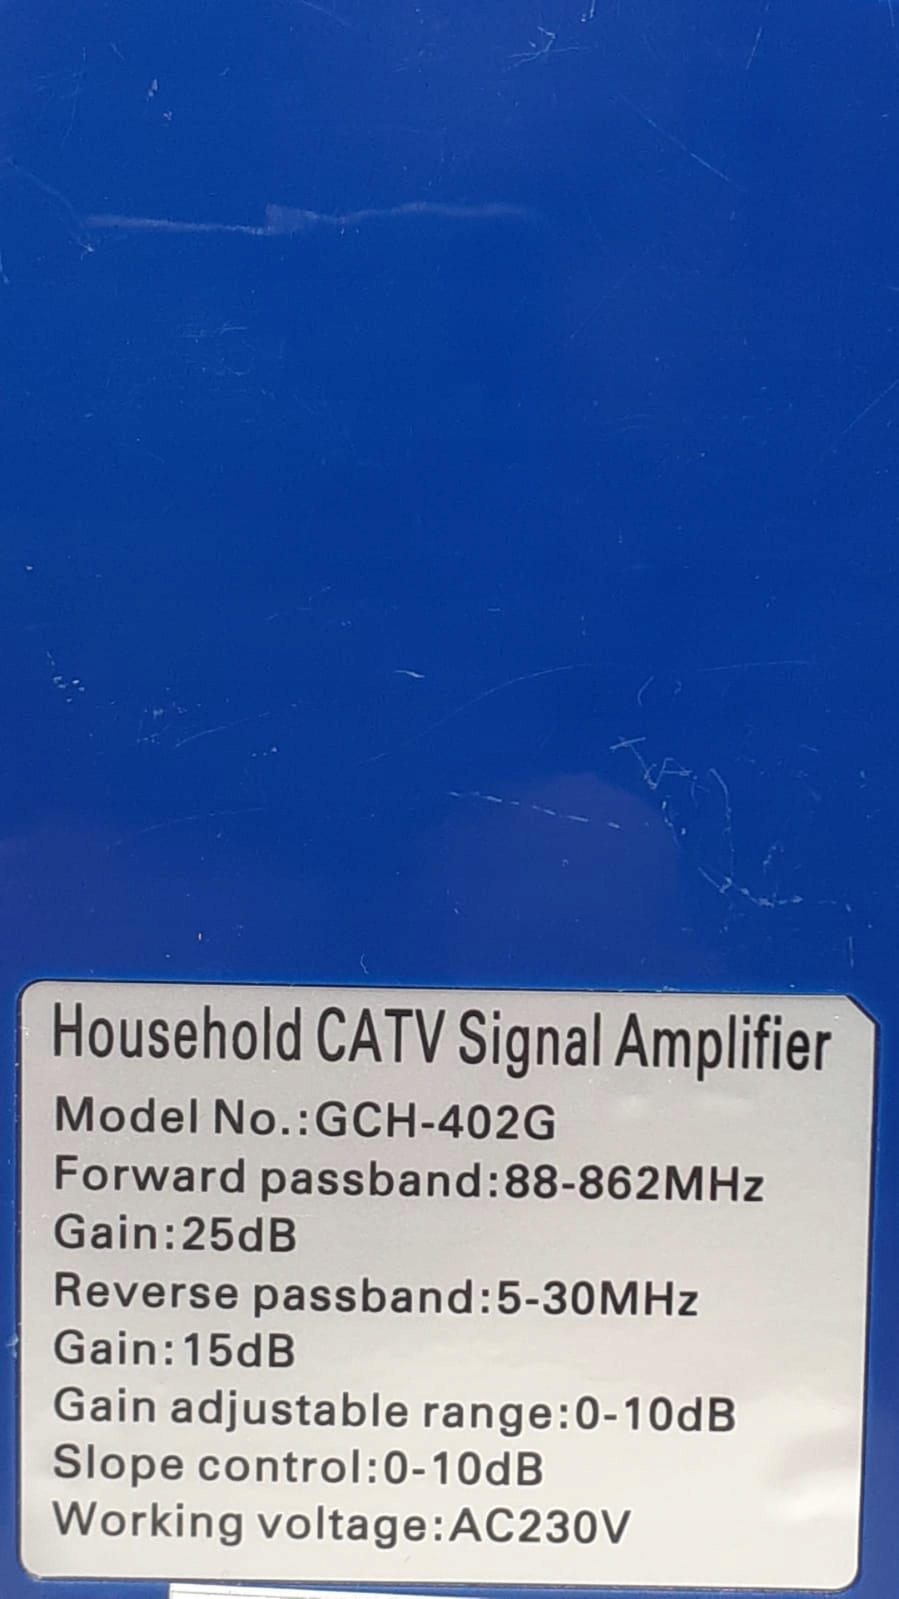 Household CATV Signal Amplifier
Model No.:GCH-402G
Forward passband:88-862MHz
Gain:25dB
Reverse passband:5-30MHz
Gain:15dB
Gain adjustable range:0-10dB
Slope control:0-10dB
Working voltage:AC230V